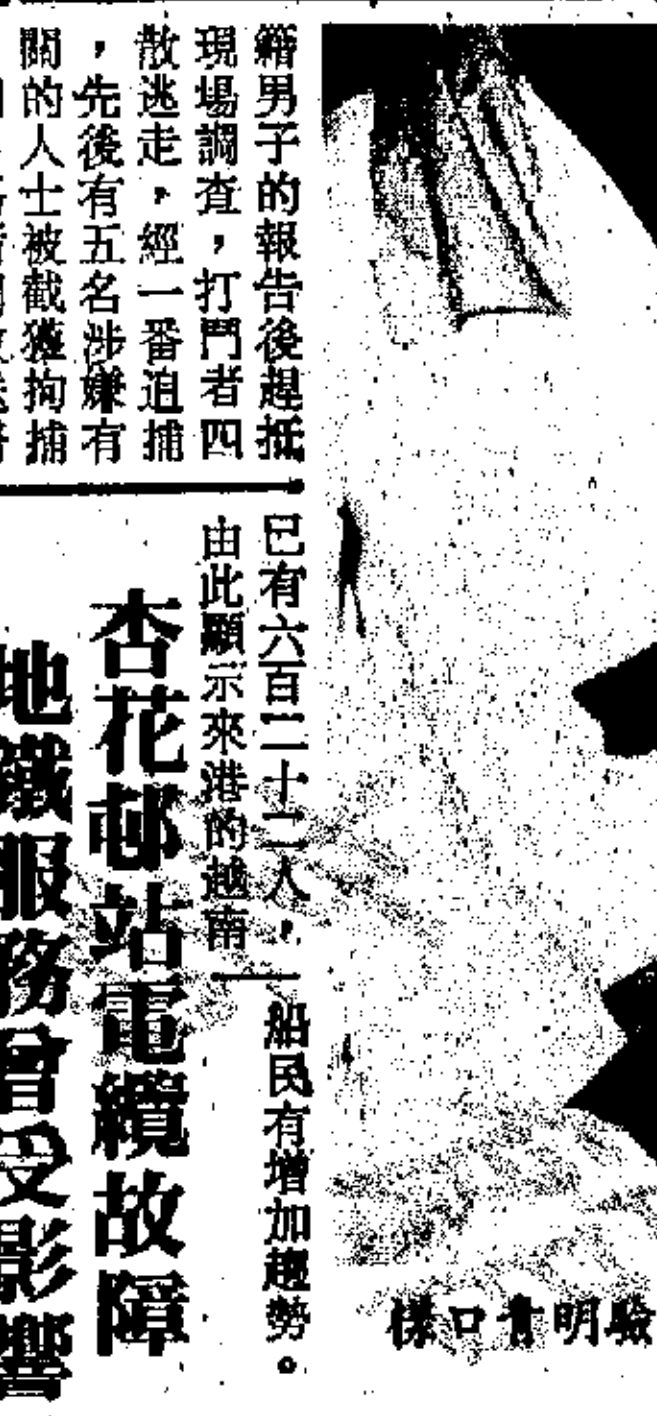 籍男子的報告後趕抵
現場調查，打鬥者四
散逃走，經一番追捕
，先後有五名涉嫌有
關的人士被截獲拘捕
已有六百二十二人，
由此顯示來港的越南
船民有增加趨勢。
杏花邨站電纜故障
地鐵服務曾受影響
驗明青口樣